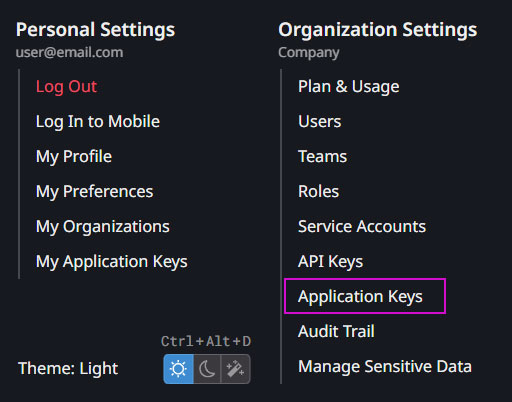 Personal Settings
user@email.com
Log Out
Log In to Mobile
My Profile
My Preferences
My Organizations
My Application Keys
Ctrl+Alt+D
Theme: Light
Organization Settings
Company
Plan & Usage
Users
Teams
Roles
Service Accounts
API Keys
Application Keys
Audit Trail
Manage Sensitive Data